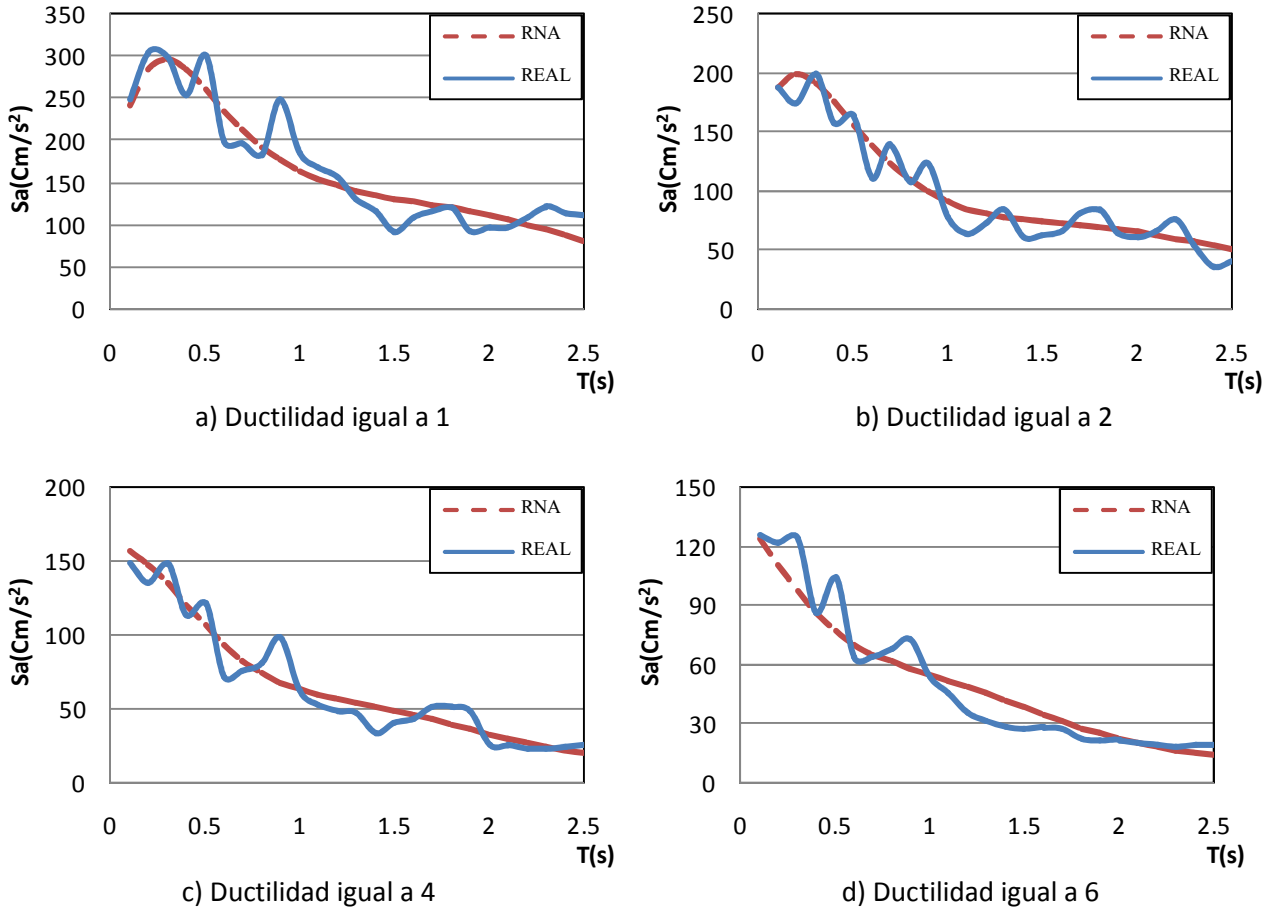 350
300
250
200
150
100
50
0
Sa(Cm/s²)
RNA
REAL
0 0.5 1 1.5 2 2.5
T(s)
a) Ductilidad igual a 1
250
200
150
100
50
0
Sa(Cm/s²)
RNA
REAL
0 0.5 1 1.5 2 2.5
T(s)
b) Ductilidad igual a 2
200
150
100
50
0
Sa(Cm/s²)
RNA
REAL
0 0.5 1 1.5 2 2.5
T(s)
c) Ductilidad igual a 4
150
120
90
60
30
0
Sa(Cm/s²)
RNA
REAL
0 0.5 1 1.5 2 2.5
T(s)
d) Ductilidad igual a 6